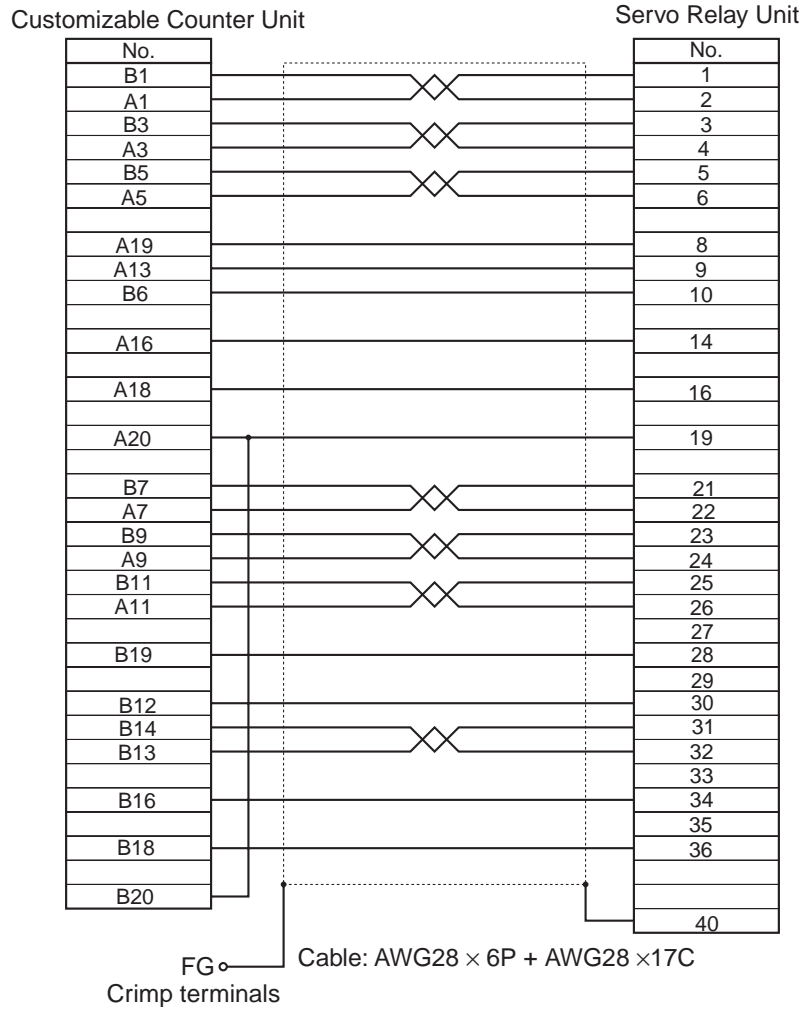 Customizable Counter Unit Servo Relay Unit
No. No.
B1 1
A1 2
B3 3
A3 4
B5 5
A5 6
A19 8
A13 9
B6 10
A16 14
A18 16
A20 19
B7 21
A7 22
B9 23
A9 24
B11 25
A11 26
27
B19 28
29
B12 30
B14 31
B13 32
33
B16 34
35
B18 36
B20
40
FG Cable: AWG28 × 6P + AWG28 ×17C
Crimp terminals